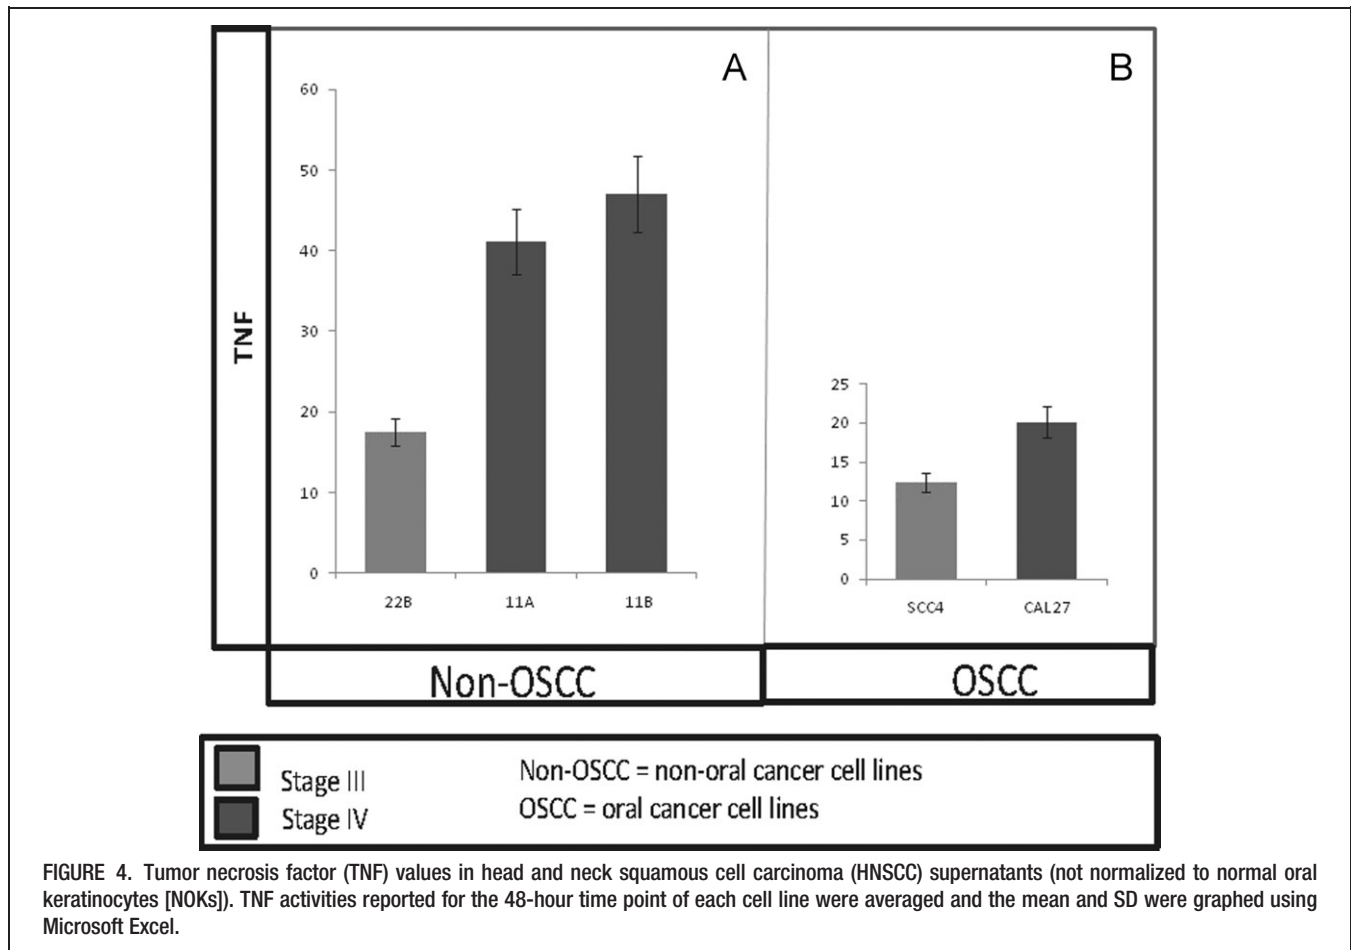 A
B
TNF
60
50
40
30
20
10
0
22B
11A
11B
25
20
15
10
5
0
SCC4
CAL27
Non-OSCC
OSCC
Stage III
Stage IV
Non-OSCC = non-oral cancer cell lines
OSCC = oral cancer cell lines
FIGURE 4. Tumor necrosis factor (TNF) values in head and neck squamous cell carcinoma (HNSCC) supernatants (not normalized to normal oral
keratinocytes [NOKs]). TNF activities reported for the 48-hour time point of each cell line were averaged and the mean and SD were graphed using
Microsoft Excel.